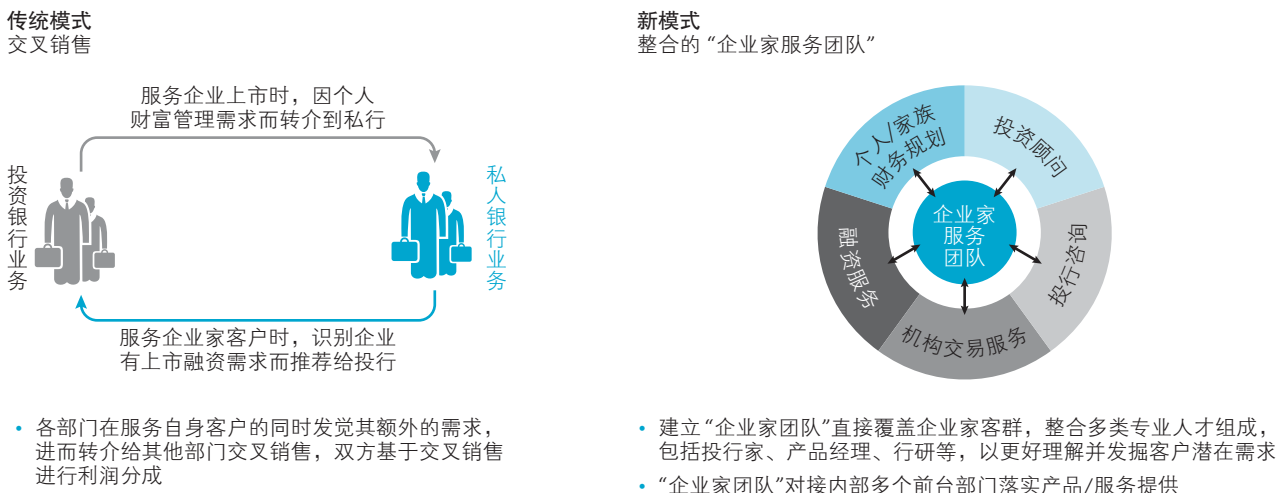 传统模式
交叉销售
服务企业上市时，因个人
财富管理需求而转介到私行
投资银行业务
私人银行业务
服务企业家客户时，识别企业
有上市融资需求而推荐给投行
• 各部门在服务自身客户的同时发觉其额外的需求，
进而转介给其他部门交叉销售，双方基于交叉销售
进行利润分成
新模式
整合的 “企业家服务团队”
个人/家族
财务规划
投资顾问
融资服务
企业家
服务
团队
投行咨询
机构交易服务
• 建立 “企业家团队”直接覆盖企业家客群，整合多类专业人才组成，
包括投行家、产品经理、行研等，以更好理解并发掘客户潜在需求
• “企业家团队”对接内部多个前台部门落实产品/服务提供